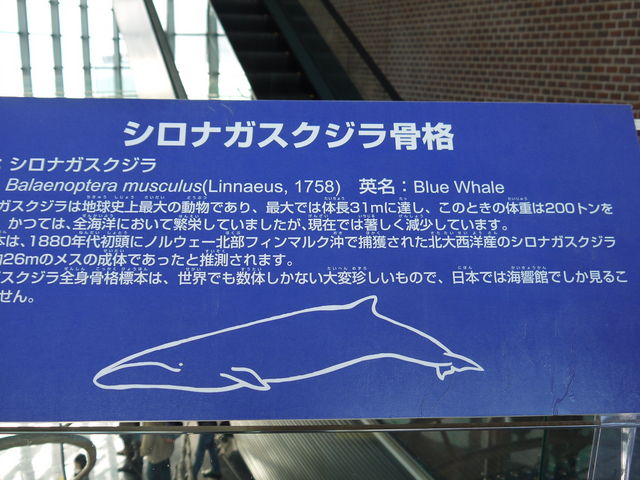 シロナガスクジラ骨格
：シロナガスクジラ
Balaenoptera musculus(Linnaeus, 1758)　英名：Blue Whale
ガスクジラは地球史上最大の動物であり、最大では体長31mに達し、このときの体重は200トンを
かつては、全海洋において繁栄していましたが、現在では著しく減少しています。
は、1880年代初頭にノルウェー北部フィンマルク沖で捕獲された北大西洋産のシロナガスクジラ
26mのメスの成体であったと推測されます。
スクジラ全身骨格標本は、世界でも数体しかない大変珍しいもので、日本では海響館でしか見るこ
せん。